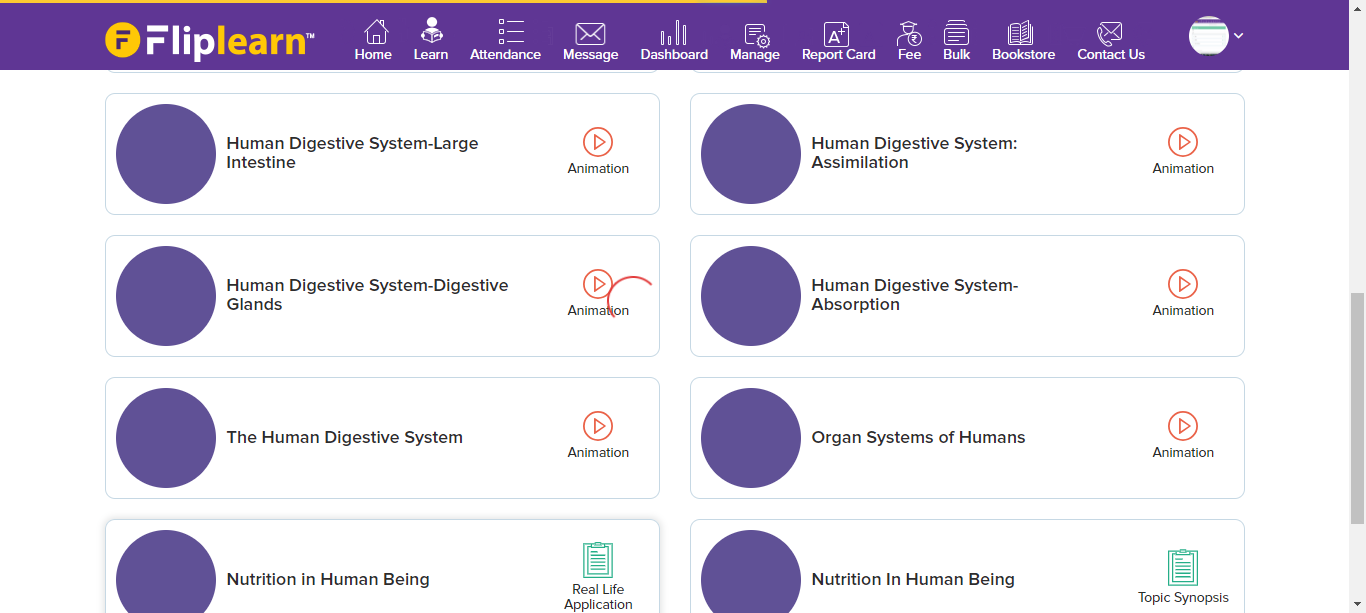 Fliplearn™
Home Learn Attendance Message Dashboard Manage Report Card Fee Bulk Bookstore Contact Us
Human Digestive System-Large
Intestine
Animation
Human Digestive System:
Assimilation
Animation
Human Digestive System-Digestive
Glands
Animation
Human Digestive System-
Absorption
Animation
The Human Digestive System
Animation
Organ Systems of Humans
Animation
Nutrition in Human Being
Real Life
Application
Nutrition In Human Being
Topic Synopsis